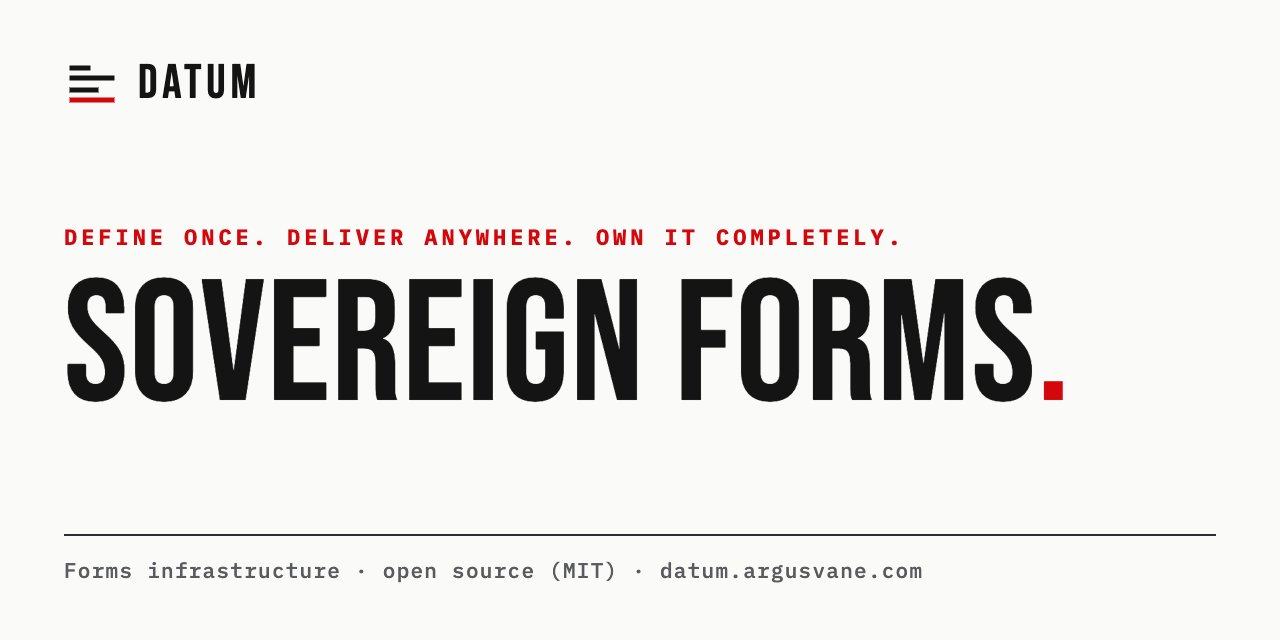 DATUM
DEFINE ONCE. DELIVER ANYWHERE. OWN IT COMPLETELY.
SOVEREIGN FORMS.
Forms infrastructure · open source (MIT) · datum.argusvane.com